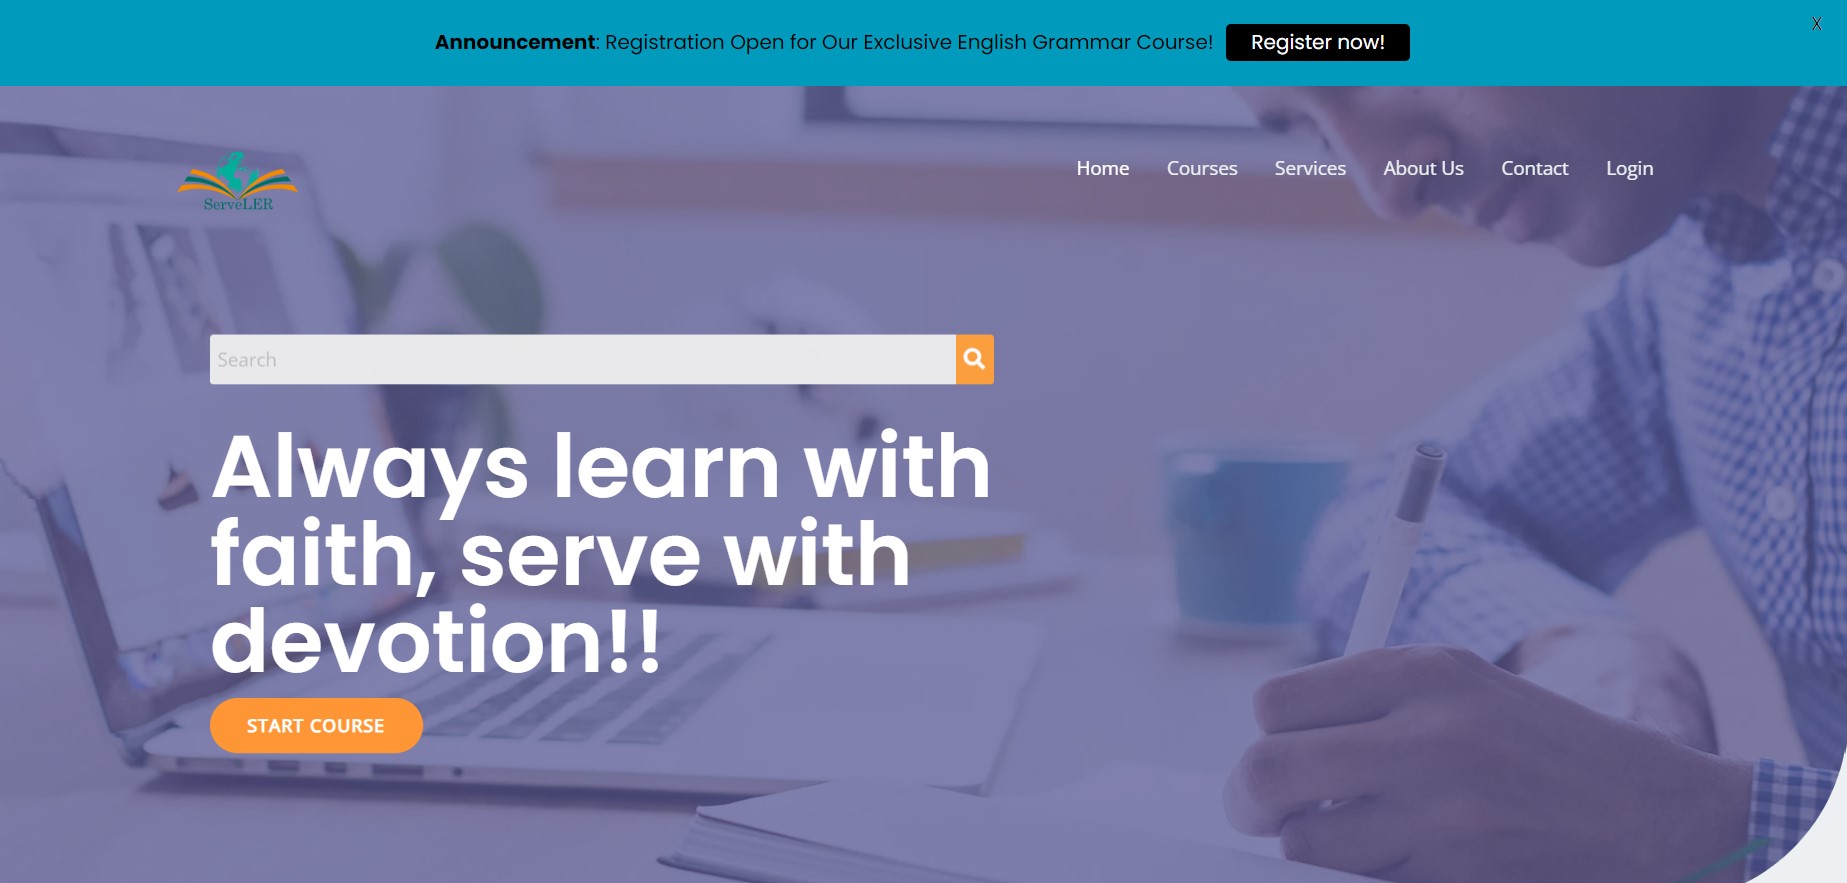 Announcement: Registration Open for Our Exclusive English Grammar Course! Register now!
X
ServeLER
Home Courses Services About Us Contact Login
Search
Always learn with
faith, serve with
devotion!!
START COURSE